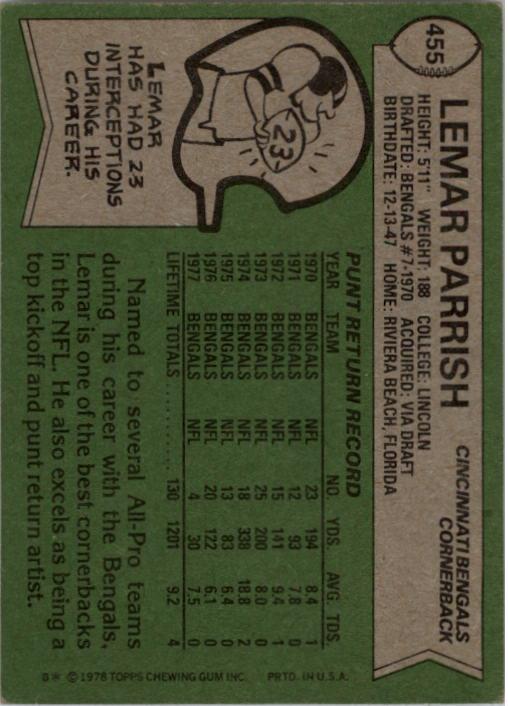 455
LEMAR PARRISH
CINCINNATI BENGALS
CORNERBACK
HEIGHT: 5'11" WEIGHT: 188 COLLEGE: LINCOLN
DRAFTED: BENGALS #7-1970 ACQUIRED: VIA DRAFT
BIRTHDATE: 12-13-47 HOME: RIVIERA BEACH, FLORIDA
23
LEMAR
HAS HAD 23
INTERCEPTIONS
DURING HIS
CAREER.
PUNT RETURN RECORD
YEAR TEAM NO. YDS. AVG. TDS.
1970 BENGALS NFL 23 194 8.4 1
1971 BENGALS NFL 12 93 7.8 0
1972 BENGALS NFL 15 141 9.4 1
1973 BENGALS NFL 25 200 8.0 0
1974 BENGALS NFL 18 338 18.8 2
1975 BENGALS NFL 13 83 6.4 0
1976 BENGALS NFL 20 122 6.1 0
1977 BENGALS NFL 4 30 7.5 0
LIFETIME TOTALS .......... 130 1201 9.2 4
Named to several All-Pro teams
during his career with the Bengals,
Lemar is one of the best cornerbacks
in the NFL. He also excels as being a
top kickoff and punt return artist.
B* © 1978 TOPPS CHEWING GUM INC. PRTD. IN U.S.A.